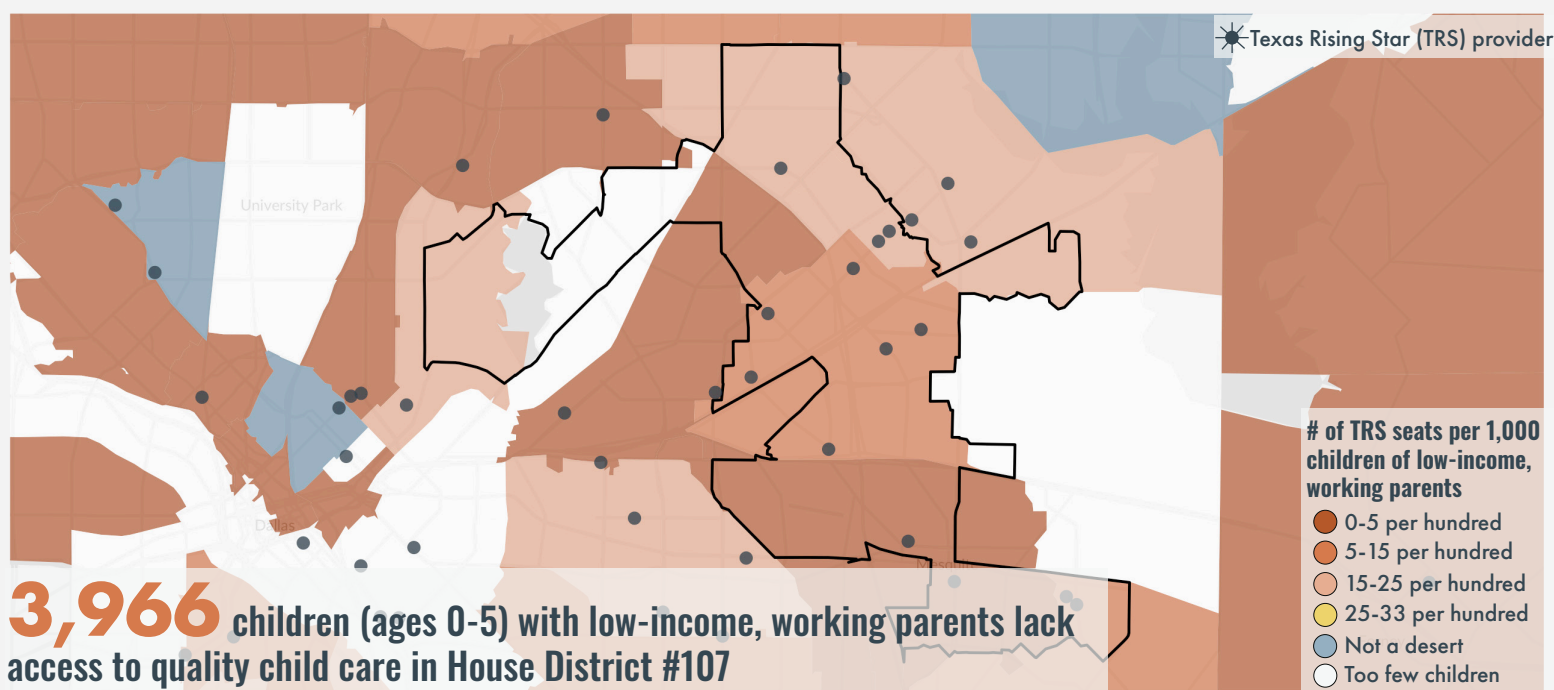 Texas Rising Star (TRS) provider
University Park
Dallas
# of TRS seats per 1,000
children of low-income,
working parents
0-5 per hundred
5-15 per hundred
15-25 per hundred
25-33 per hundred
Not a desert
Too few children
3,966 children (ages 0-5) with low-income, working parents lack
access to quality child care in House District #107